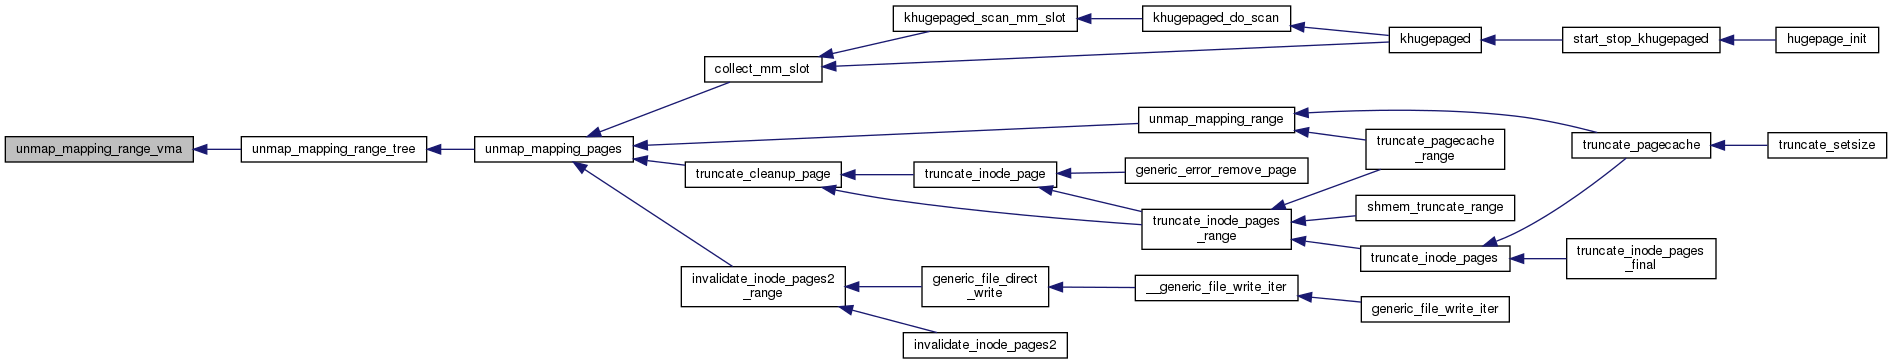 khugepaged_scan_mm_slot
khugepaged_do_scan
khugepaged
start_stop_khugepaged
hugepage_init
collect_mm_slot
unmap_mapping_range_vma
unmap_mapping_range_tree
unmap_mapping_pages
unmap_mapping_range
truncate_pagecache
_range
truncate_pagecache
truncate_setsize
truncate_cleanup_page
truncate_inode_page
generic_error_remove_page
truncate_inode_pages
_range
shmem_truncate_range
truncate_inode_pages
truncate_inode_pages
_final
invalidate_inode_pages2
_range
generic_file_direct
_write
__generic_file_write_iter
generic_file_write_iter
invalidate_inode_pages2